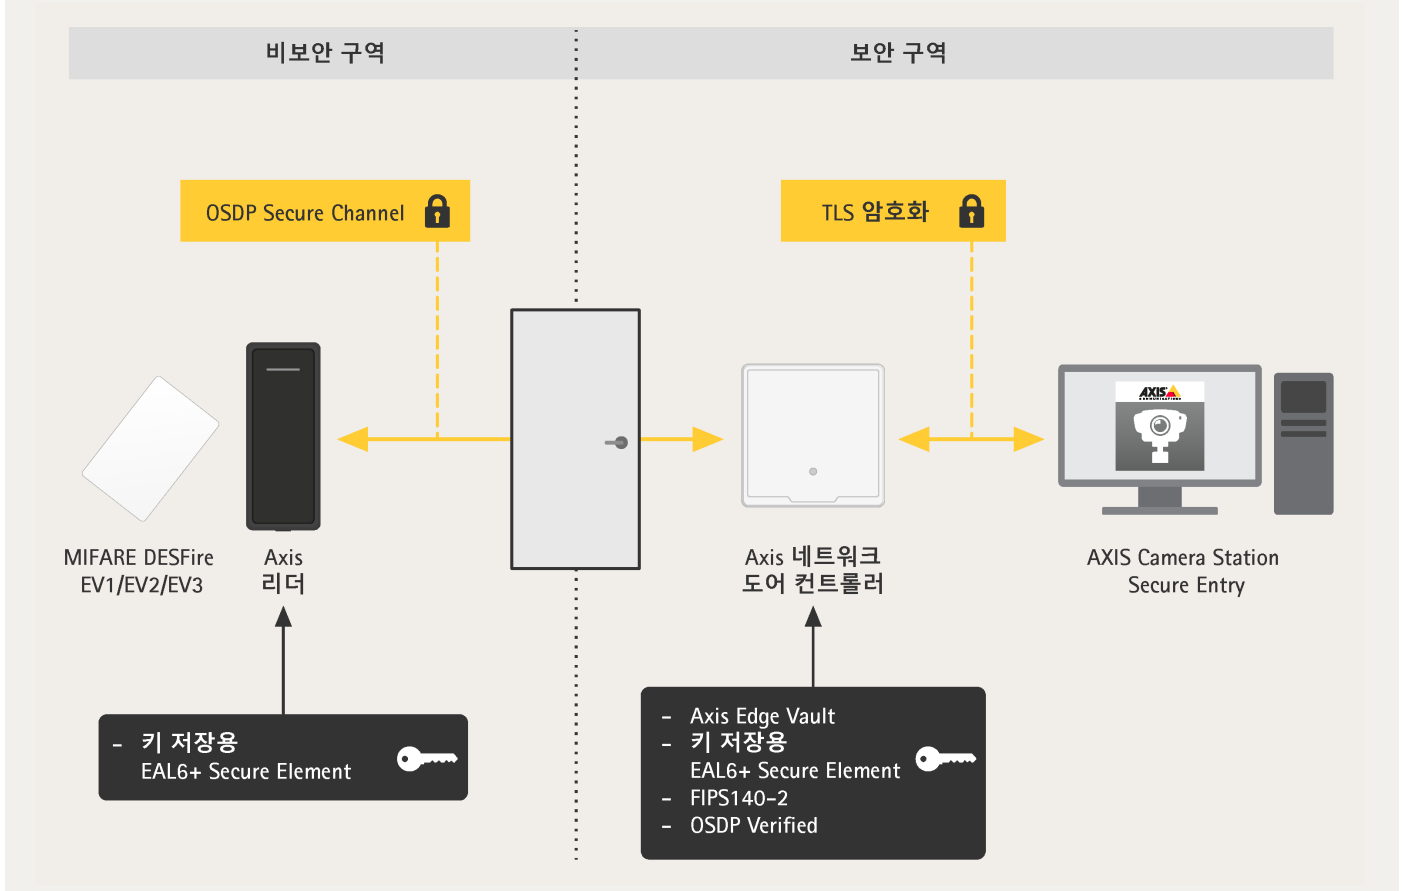 비보안 구역
보안 구역
OSDP Secure Channel
TLS 암호화
AXIS
COMMUNICATIONS
MIFARE DESFire
EV1/EV2/EV3
Axis
리더
Axis 네트워크
도어 컨트롤러
AXIS Camera Station
Secure Entry
- 키 저장용
EAL6+ Secure Element
- Axis Edge Vault
- 키 저장용
EAL6+ Secure Element
- FIPS140-2
- OSDP Verified